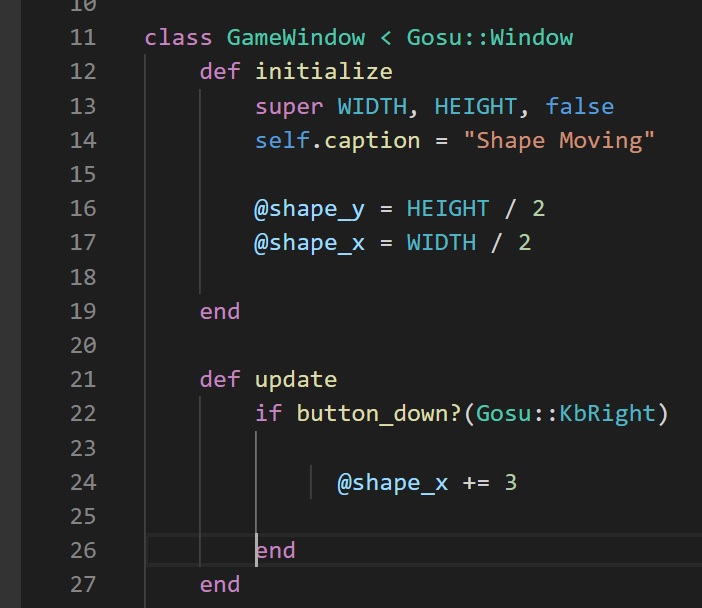 10
11 class GameWindow < Gosu::Window
12     def initialize
13         super WIDTH, HEIGHT, false
14         self.caption = "Shape Moving"
15
16         @shape_y = HEIGHT / 2
17         @shape_x = WIDTH / 2
18
19     end
20
21     def update
22         if button_down?(Gosu::KbRight)
23
24               @shape_x += 3
25
26         end
27     end